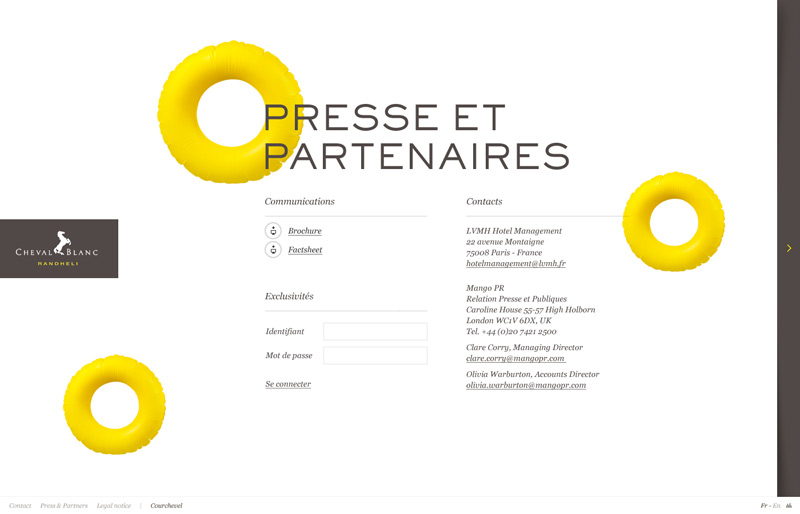 PRESSE ET
PARTENAIRES
CHEVAL BLANC
RANDHELI
Communications
Brochure
Factsheet
Exclusivités
Identifiant
Mot de passe
Se connecter
Contacts
LVMH Hotel Management
22 avenue Montaigne
75008 Paris - France
hotelmanagement@lvmh.fr
Mango PR
Relation Presse et Publiques
Caroline House 55-57 High Holborn
London WC1V 6DX, UK
Tel. +44 (0)20 7421 2500
Clare Corry, Managing Director
clare.corry@mangopr.com
Olivia Warburton, Accounts Director
olivia.warburton@mangopr.com
Contact Press & Partners Legal notice | Courchevel
Fr - En